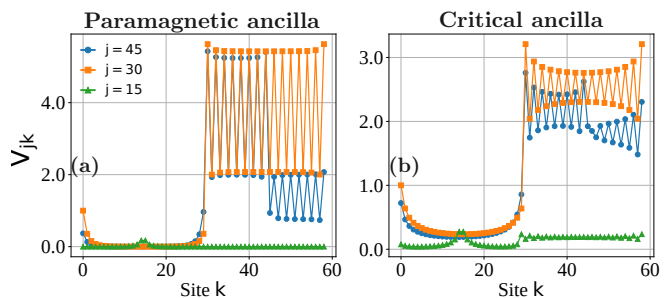 Paramagnetic ancilla
Critical ancilla
j = 45
j = 30
j = 15
V_jk
4.0
2.0
0.0
(a)
0
20
40
60
Site k
3.0
2.0
1.0
0.0
(b)
0
20
40
60
Site k